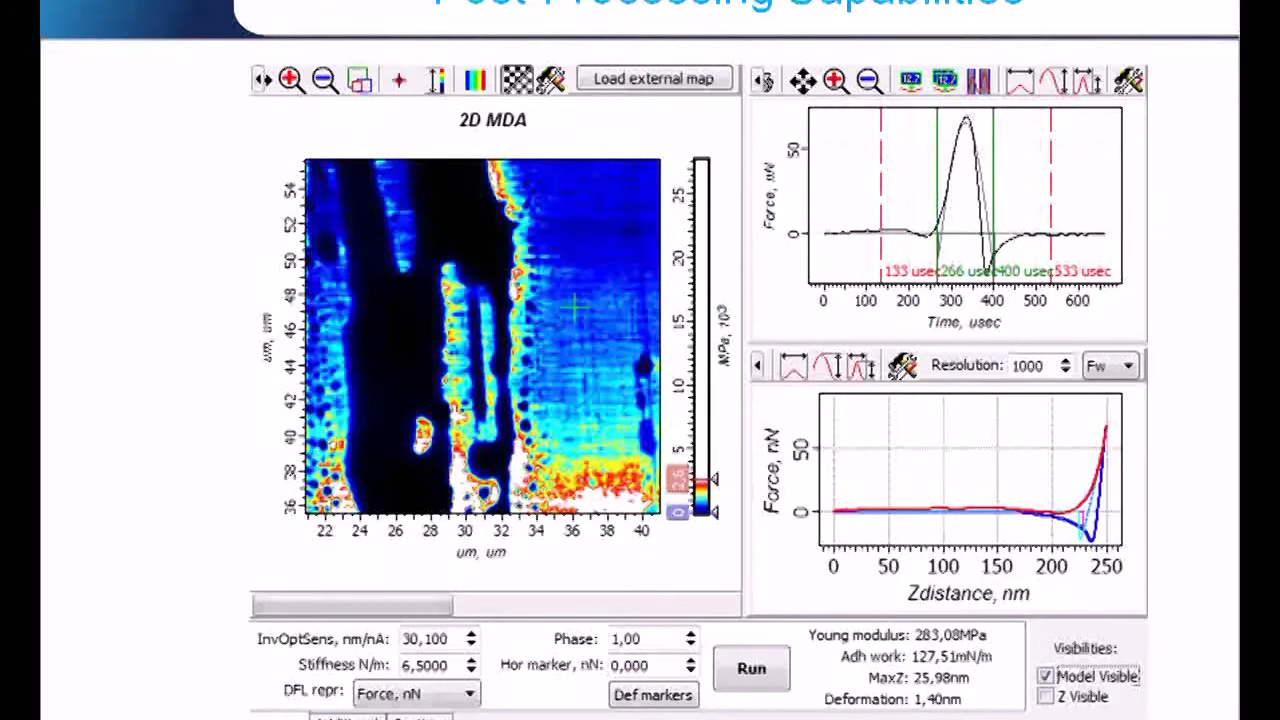 Post Processing Capabilities
Load external map
2D MDA
54
52
50
48
46
44
42
40
38
36
um, um
22 24 26 28 30 32 34 36 38 40
um, um
25
20
15
10
5
2,6
0
MPa, 10³
50
0
Force, nN
133 usec 266 usec 400 usec 533 usec
0 100 200 300 400 500 600
Time, usec
Resolution: 1000 Fw
50
0
Force, nN
0 50 100 150 200 250
Zdistance, nm
InvOptSens, nm/nA: 30,100
Stiffness N/m: 6,5000
DFL repr: Force, nN
Phase: 1,00
Hor marker, nN: 0,000
Def markers
Run
Young modulus: 283,08MPa
Adh work: 127,51mN/m
MaxZ: 25,98nm
Deformation: 1,40nm
Visibilities:
Model Visible
Z Visible